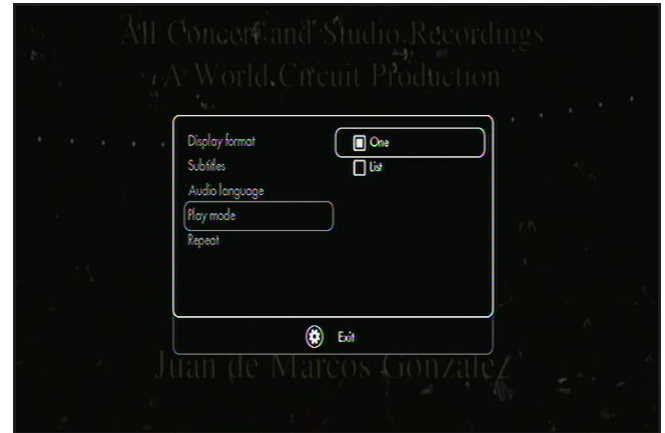 All Concert and Studio Recordings
A World Circuit Production
Display format
One
Subtitles
List
Audio language
Play mode
Repeat
Exit
Juan de Marcos Gonzalez